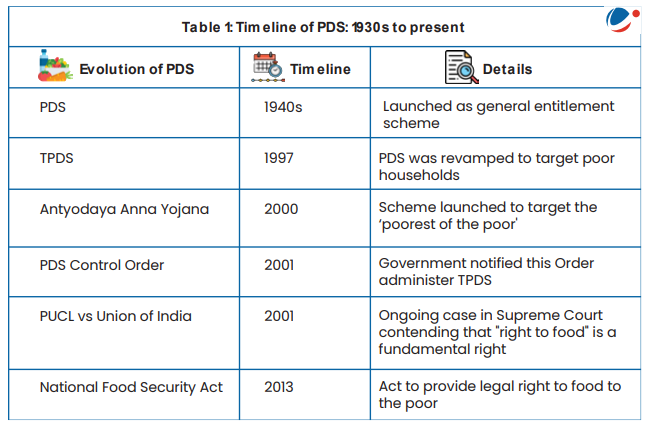 Table 1: Timeline of PDS: 1930s to present
Evolution of PDS
Timeline
Details
PDS
1940s
Launched as general entitlement
scheme
TPDS
1997
PDS was revamped to target poor
households
Antyodaya Anna Yojana
2000
Scheme launched to target the
‘poorest of the poor'
PDS Control Order
2001
Government notified this Order
administer TPDS
PUCL vs Union of India
2001
Ongoing case in Supreme Court
contending that "right to food" is a
fundamental right
National Food Security Act
2013
Act to provide legal right to food to
the poor